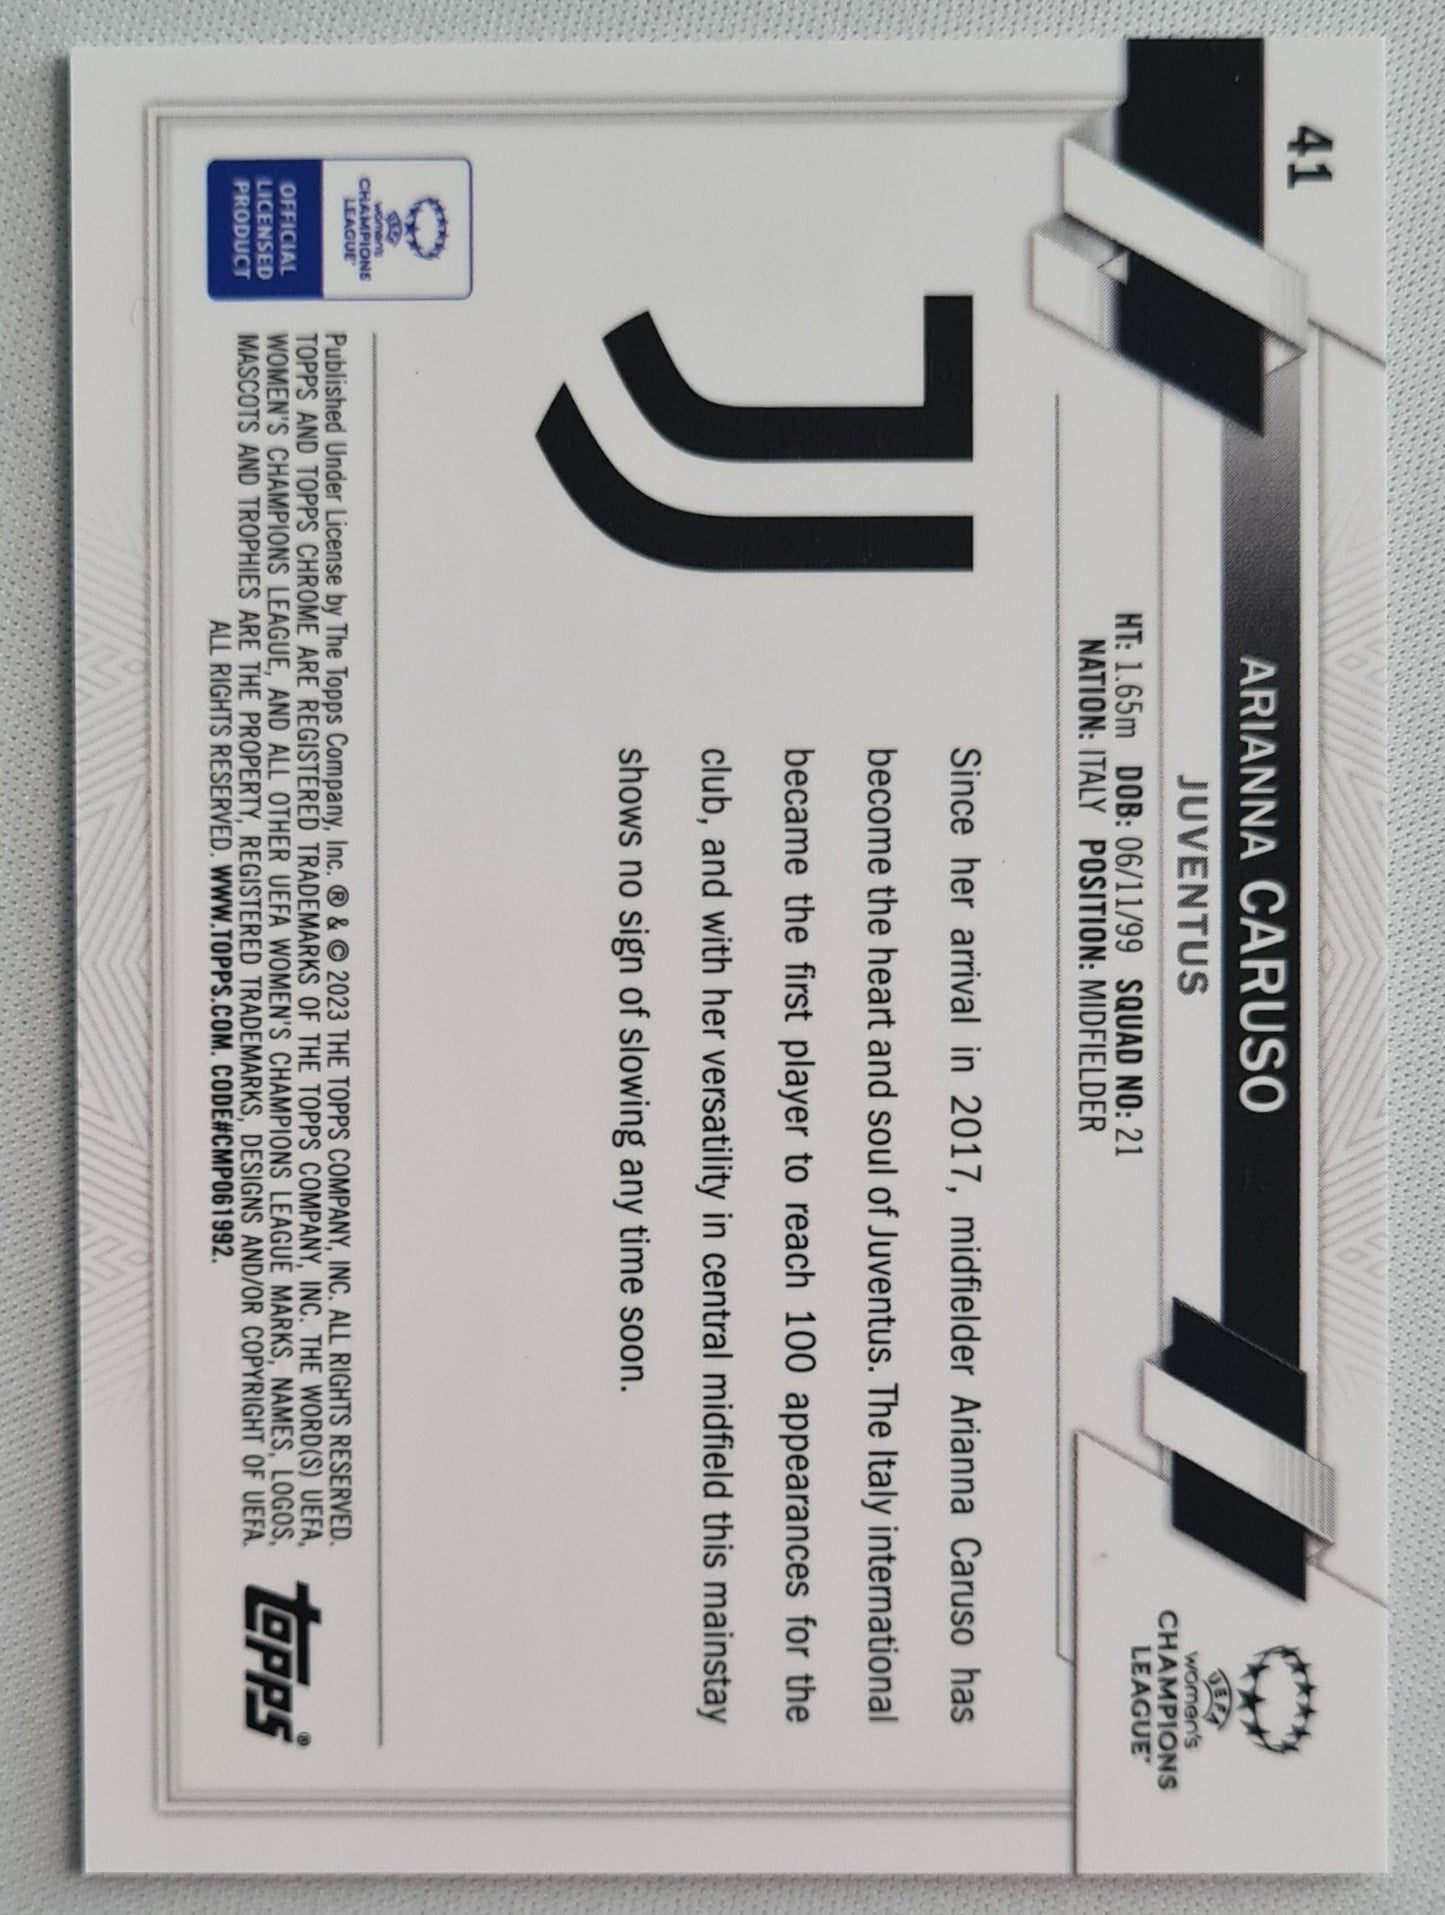 41
ARIANNA CARUSO
JUVENTUS
HT: 1.65m DOB: 06/11/99 SQUAD NO: 21
NATION: ITALY POSITION: MIDFIELDER
UEFA
women's
CHAMPIONS
LEAGUE™
Since her arrival in 2017, midfielder Arianna Caruso has
become the heart and soul of Juventus. The Italy international
became the first player to reach 100 appearances for the
club, and with her versatility in central midfield this mainstay
shows no sign of slowing any time soon.
UEFA
women's
CHAMPIONS
LEAGUE™
OFFICIAL
LICENSED
PRODUCT
Published Under License by The Topps Company, Inc. ® & © 2023 THE TOPPS COMPANY, INC. ALL RIGHTS RESERVED.
TOPPS AND TOPPS CHROME ARE REGISTERED TRADEMARKS OF THE TOPPS COMPANY, INC. THE WORD(S) UEFA,
WOMEN'S CHAMPIONS LEAGUE, AND ALL OTHER UEFA WOMEN'S CHAMPIONS LEAGUE MARKS, NAMES, LOGOS,
MASCOTS AND TROPHIES ARE THE PROPERTY, REGISTERED TRADEMARKS, DESIGNS AND/OR COPYRIGHT OF UEFA.
ALL RIGHTS RESERVED. WWW.TOPPS.COM. CODE#CMP061992.
topps®